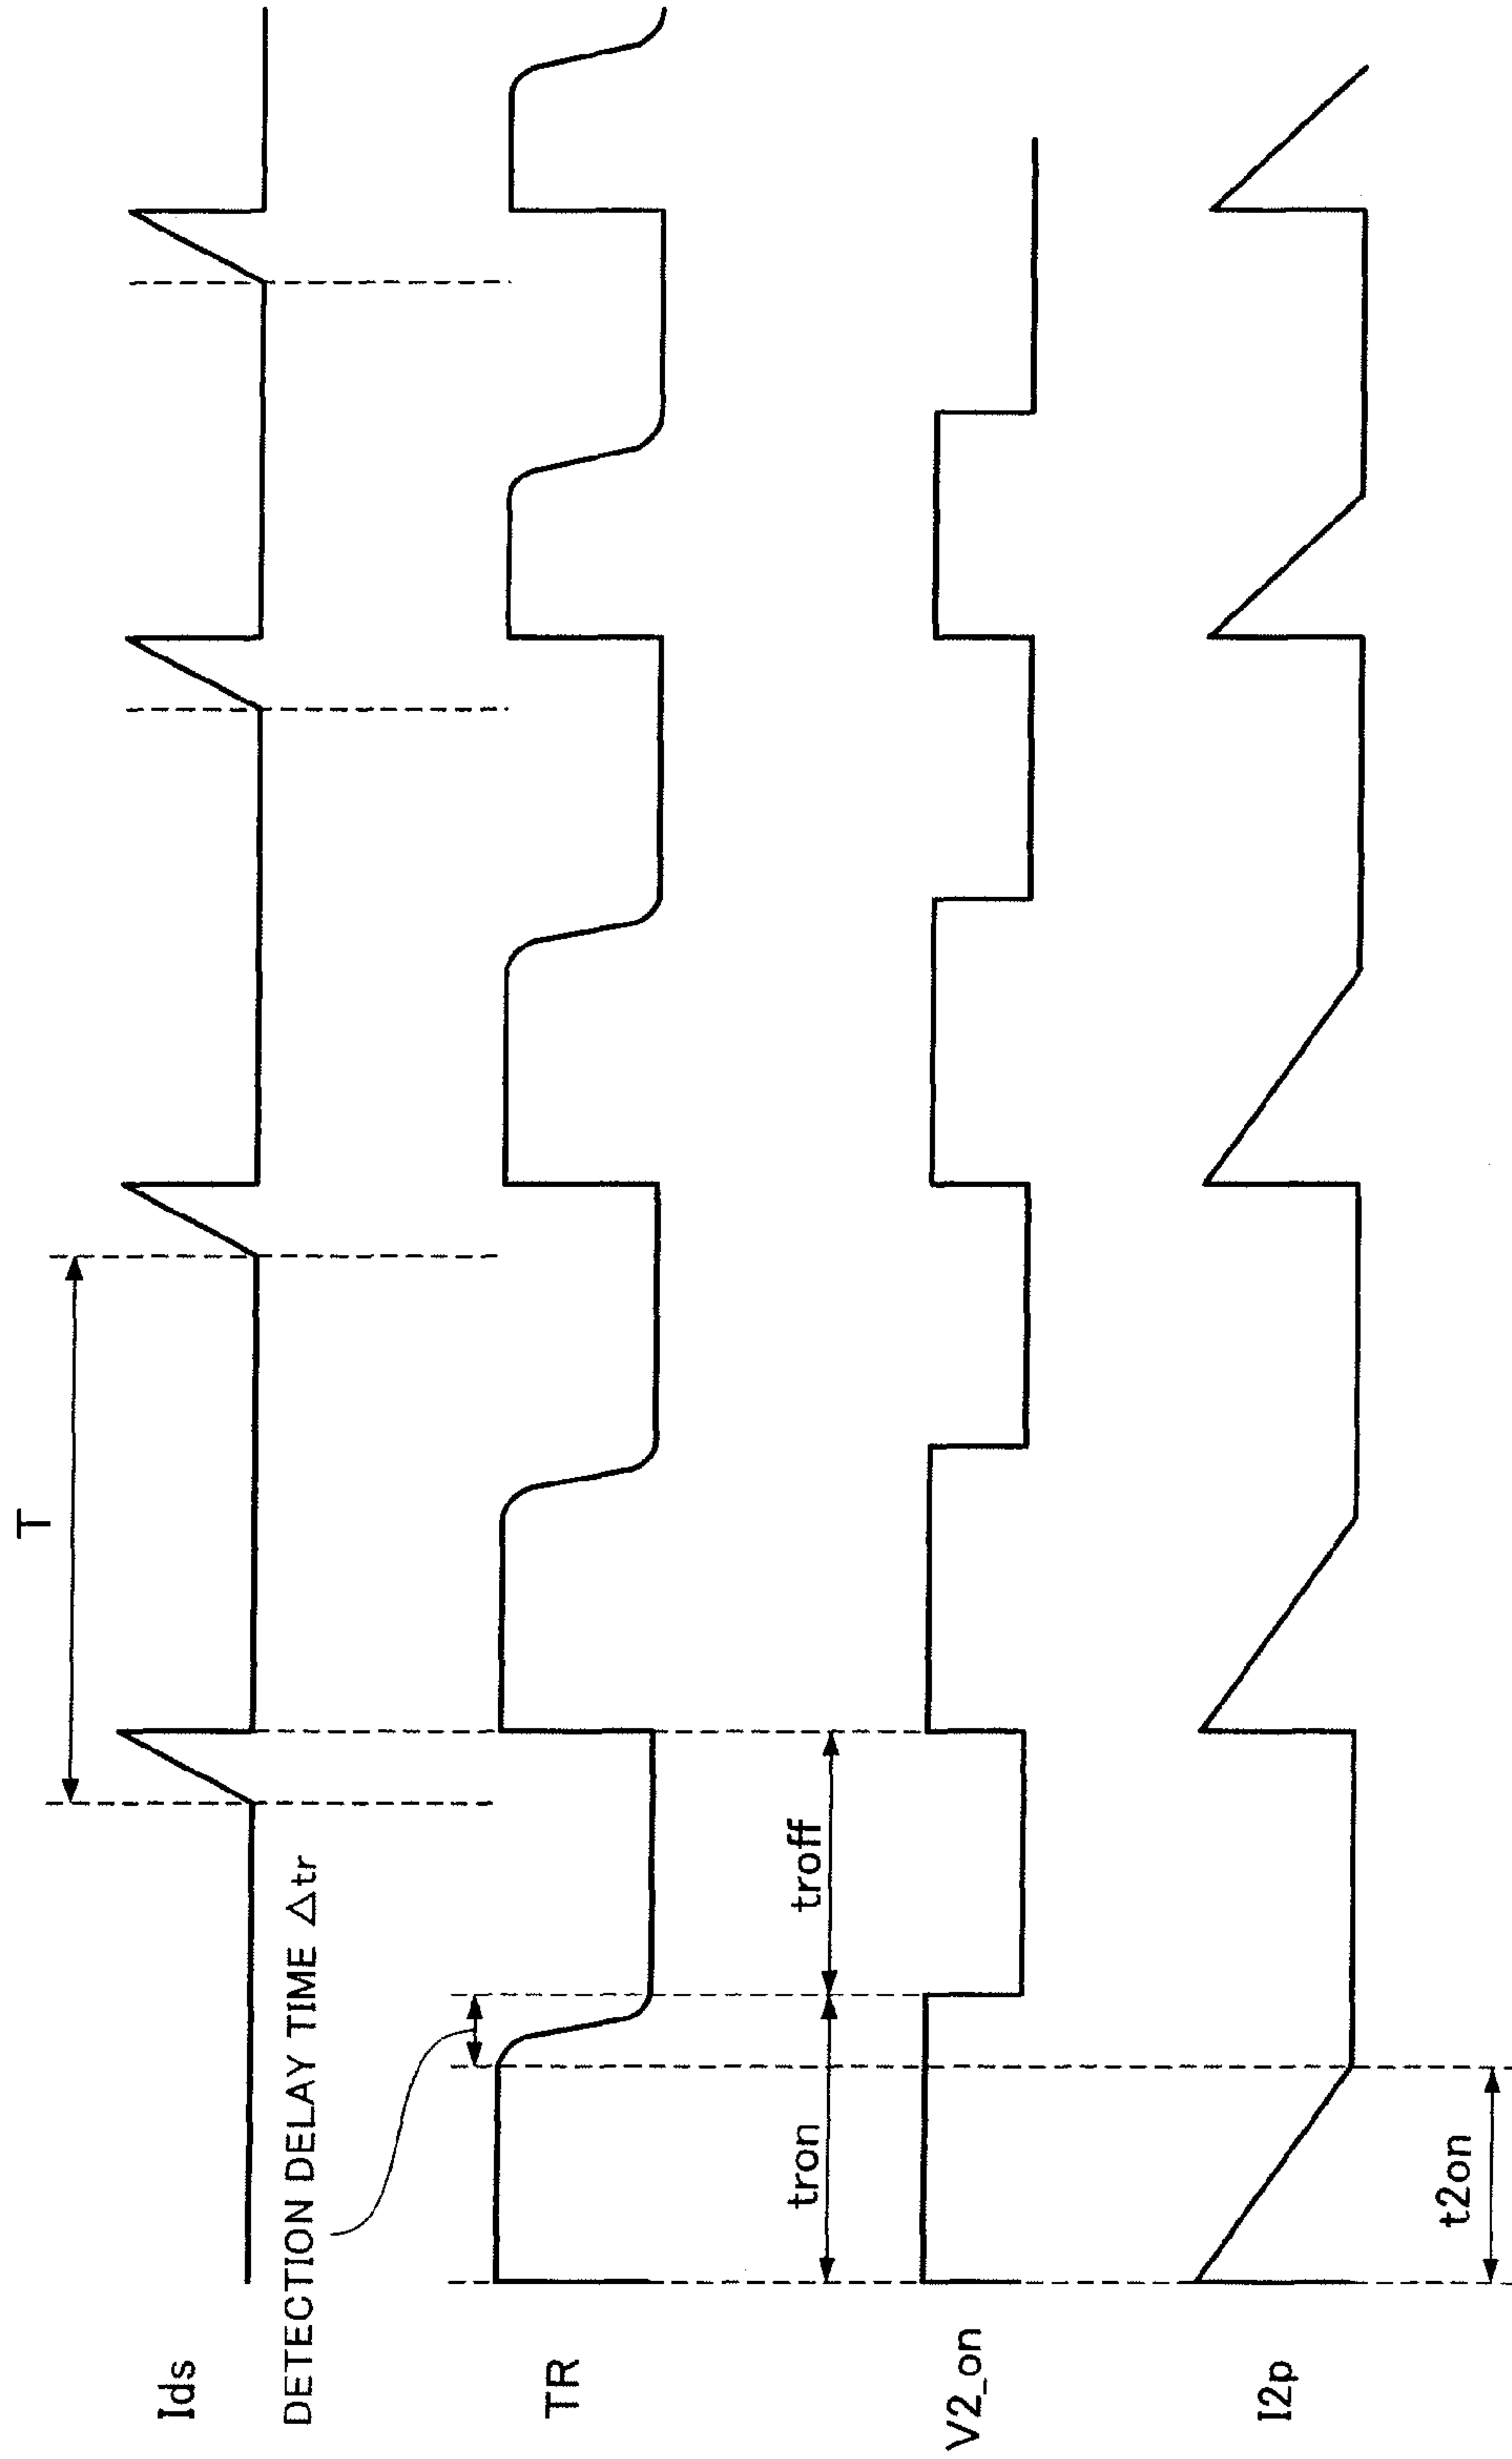 T
Ids
DETECTION DELAY TIME Δtr
TR
tron
troff
V2_on
I2p
t2on